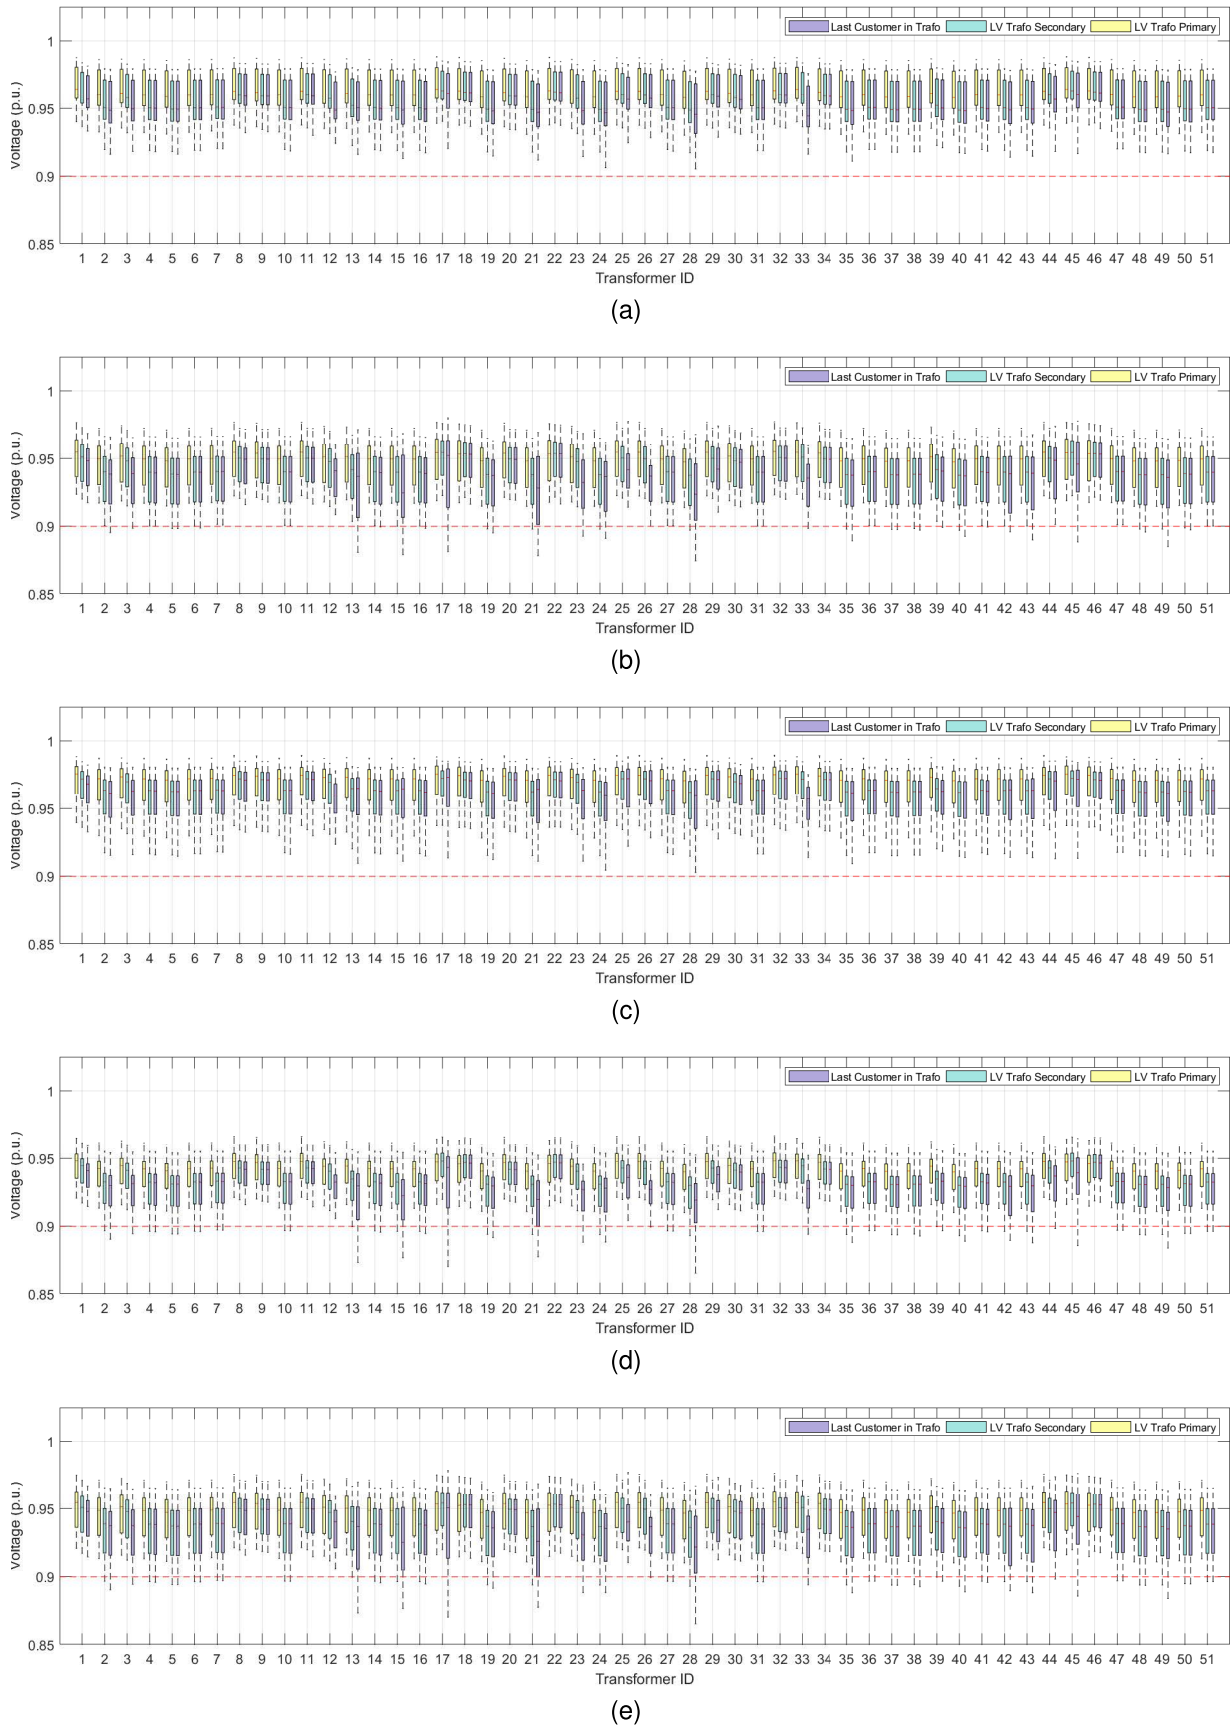 Last Customer in Trafo LV Trafo Secondary LV Trafo Primary
Voltage (p.u.)
1
0.95
0.9
0.85
1 2 3 4 5 6 7 8 9 10 11 12 13 14 15 16 17 18 19 20 21 22 23 24 25 26 27 28 29 30 31 32 33 34 35 36 37 38 39 40 41 42 43 44 45 46 47 48 49 50 51
Transformer ID
(a)
Last Customer in Trafo LV Trafo Secondary LV Trafo Primary
Voltage (p.u.)
1
0.95
0.9
0.85
1 2 3 4 5 6 7 8 9 10 11 12 13 14 15 16 17 18 19 20 21 22 23 24 25 26 27 28 29 30 31 32 33 34 35 36 37 38 39 40 41 42 43 44 45 46 47 48 49 50 51
Transformer ID
(b)
Last Customer in Trafo LV Trafo Secondary LV Trafo Primary
Voltage (p.u.)
1
0.95
0.9
0.85
1 2 3 4 5 6 7 8 9 10 11 12 13 14 15 16 17 18 19 20 21 22 23 24 25 26 27 28 29 30 31 32 33 34 35 36 37 38 39 40 41 42 43 44 45 46 47 48 49 50 51
Transformer ID
(c)
Last Customer in Trafo LV Trafo Secondary LV Trafo Primary
Voltage (p.u.)
1
0.95
0.9
0.85
1 2 3 4 5 6 7 8 9 10 11 12 13 14 15 16 17 18 19 20 21 22 23 24 25 26 27 28 29 30 31 32 33 34 35 36 37 38 39 40 41 42 43 44 45 46 47 48 49 50 51
Transformer ID
(d)
Last Customer in Trafo LV Trafo Secondary LV Trafo Primary
Voltage (p.u.)
1
0.95
0.9
0.85
1 2 3 4 5 6 7 8 9 10 11 12 13 14 15 16 17 18 19 20 21 22 23 24 25 26 27 28 29 30 31 32 33 34 35 36 37 38 39 40 41 42 43 44 45 46 47 48 49 50 51
Transformer ID
(e)